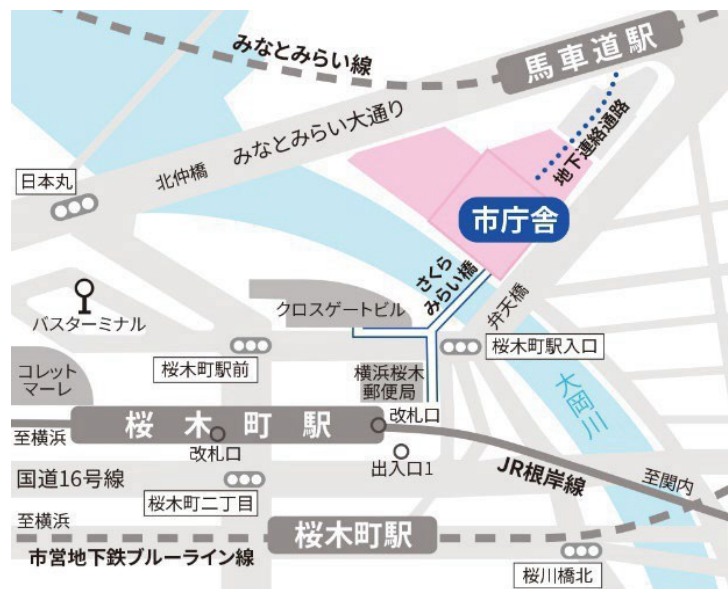 みなとみらい線
馬車道駅
みなとみらい大通り
北仲橋
地下連絡通路
日本丸
市庁舎
さくら
みらい橋
弁天橋
クロスゲートビル
バスターミナル
桜木町駅前
桜木町駅入口
コレット
マーレ
横浜桜木
郵便局
大岡川
桜木町駅
改札口
改札口
至横浜
出入口1
JR根岸線
至関内
国道16号線
桜木町二丁目
至横浜
桜木町駅
市営地下鉄ブルーライン線
桜川橋北